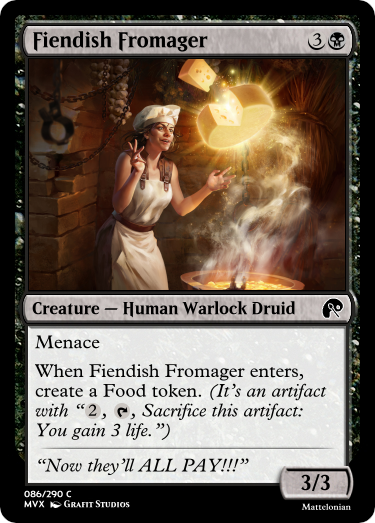 Fiendish Fromager 3
Creature — Human Warlock Druid
Menace
When Fiendish Fromager enters,
create a Food token. (It's an artifact
with “2, , Sacrifice this artifact:
You gain 3 life.”)
“Now they'll ALL PAY!!!”
3/3
086/290 C
MVX Grafit Studios
Mattelonian